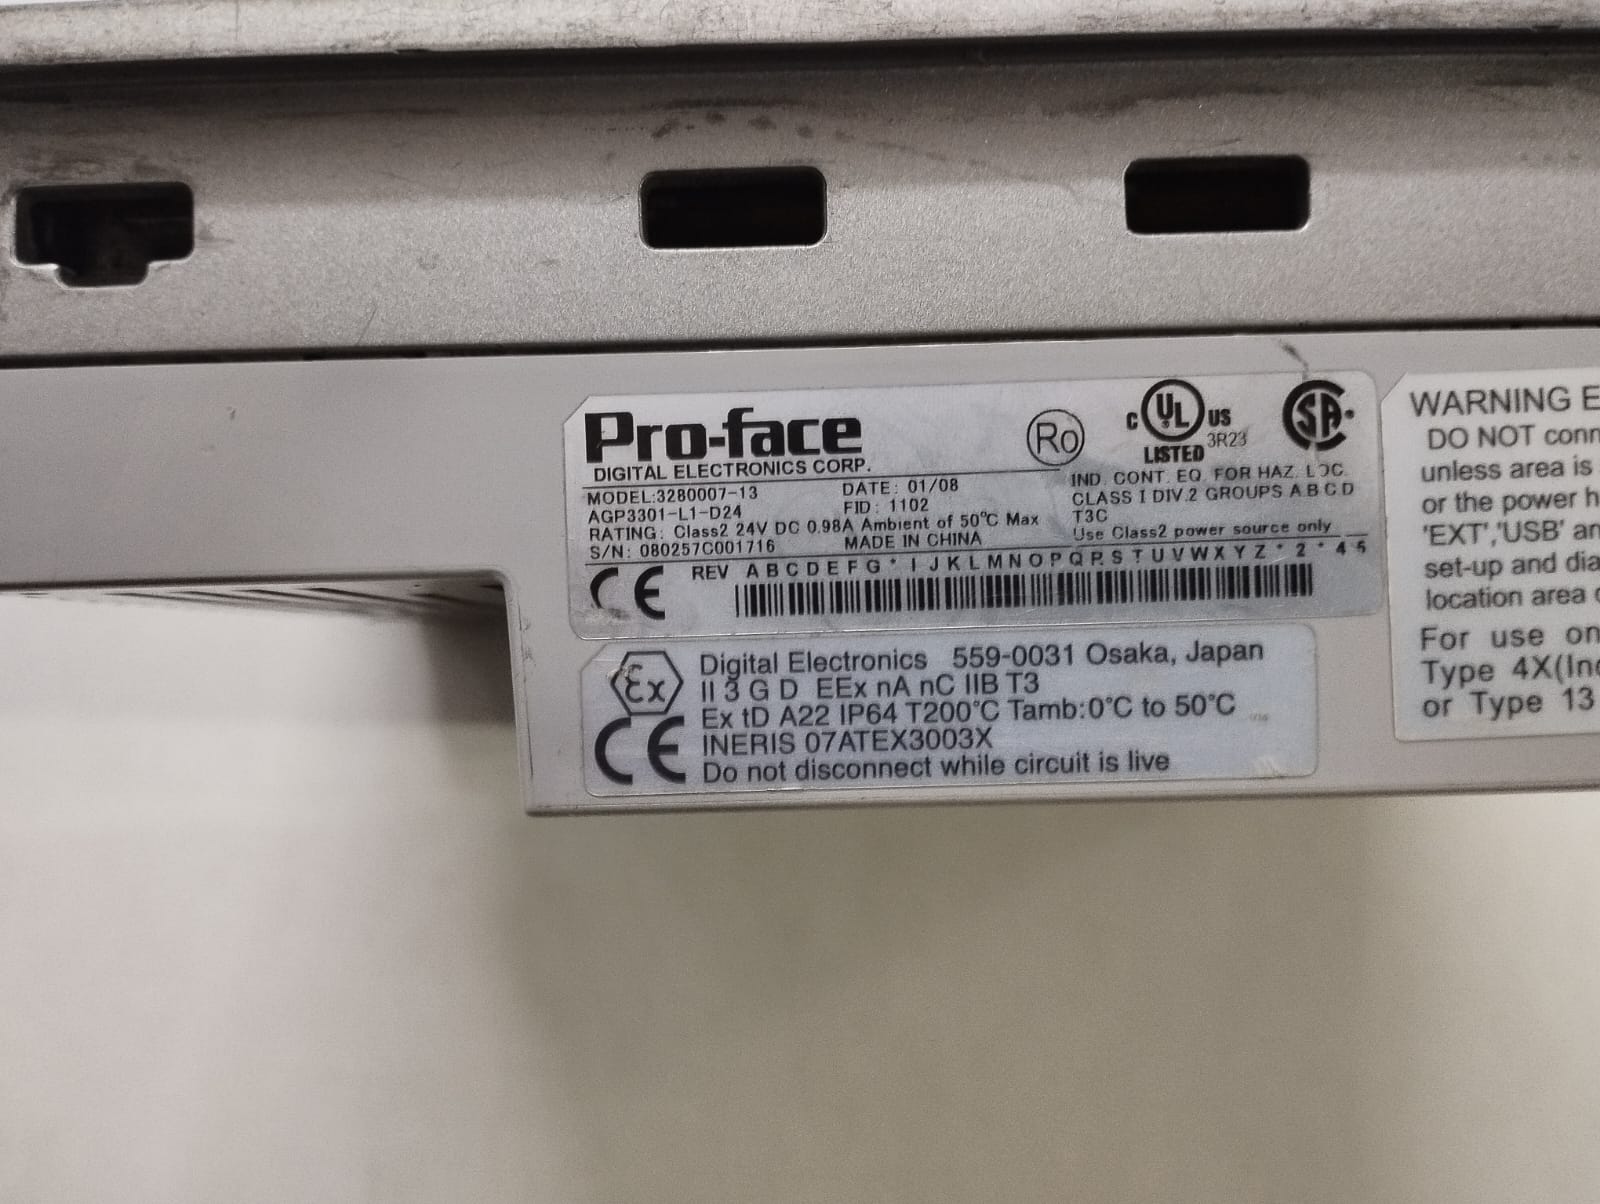 Pro-face
DIGITAL ELECTRONICS CORP.
Ro
C UL US
LISTED 3R23
SA
MODEL:3280007-13 DATE: 01/08
AGP3301-L1-D24 FID: 1102
RATING: Class2 24V DC 0.98A Ambient of 50°C Max
S/N: 080257C001716 MADE IN CHINA
IND. CONT. EQ. FOR HAZ. LOC.
CLASS I DIV.2 GROUPS A B C D
T3C
Use Class2 power source only
CE REV A B C D E F G * I J K L M N O P Q R S T U V W X Y Z * 2 * 4 5
Ex
CE
Digital Electronics 559-0031 Osaka, Japan
II 3 G D EEx nA nC IIB T3
Ex tD A22 IP64 T200°C Tamb:0°C to 50°C
INERIS 07ATEX3003X
Do not disconnect while circuit is live
WARNING E
DO NOT conn
unless area is
or the power h
'EXT','USB' an
set-up and dia
location area
For use on
Type 4X(Ind
or Type 13